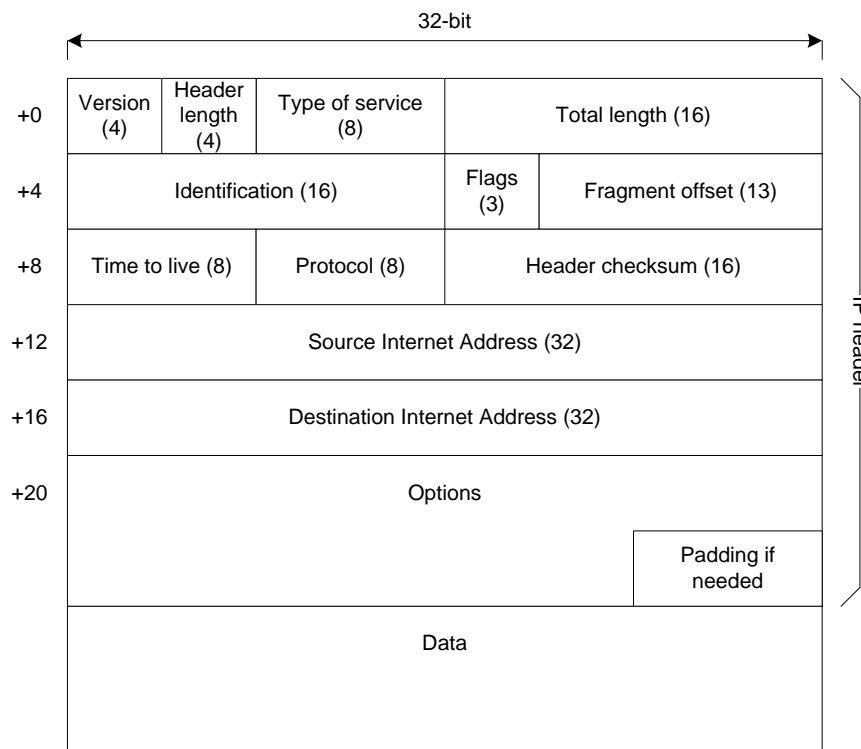 32-bit
+0
Version
(4)
Header
length
(4)
Type of service
(8)
Total length (16)
+4
Identification (16)
Flags
(3)
Fragment offset (13)
+8
Time to live (8)
Protocol (8)
Header checksum (16)
+12
Source Internet Address (32)
+16
Destination Internet Address (32)
+20
Options
Padding if
needed
Data
IP header